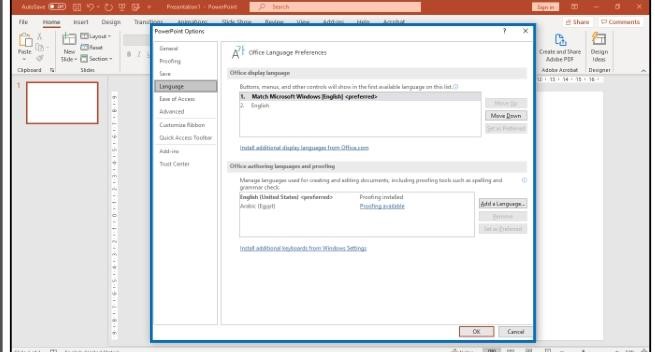 AutoSave Off Presentation1 - PowerPoint Search Sign in
File Home Insert Design Transitions Animations Slide Show Review View Add-ins Help Acrobat Share Comments
Paste
New
Slide
Layout
Reset
Section
B I
Create and Share
Adobe PDF
Design
Ideas
Clipboard Slides Adobe Acrobat Designer
1
PowerPoint Options ? ×
General
Proofing
Save
Language
Ease of Access
Advanced
Customize Ribbon
Quick Access Toolbar
Add-ins
Trust Center
Office Language Preferences
Office display language
Buttons, menus, and other controls will show in the first available language on this list.
1. Match Microsoft Windows [English] <preferred>
2. English
Move Up
Move Down
Set as Preferred
Install additional display languages from Office.com
Office authoring languages and proofing
Manage languages used for creating and editing documents, including proofing tools such as spelling and
grammar check.
English (United States) <preferred> Proofing installed
Arabic (Egypt) Proofing available
Add a Language...
Remove
Set as Preferred
Install additional keyboards from Windows Settings
OK Cancel